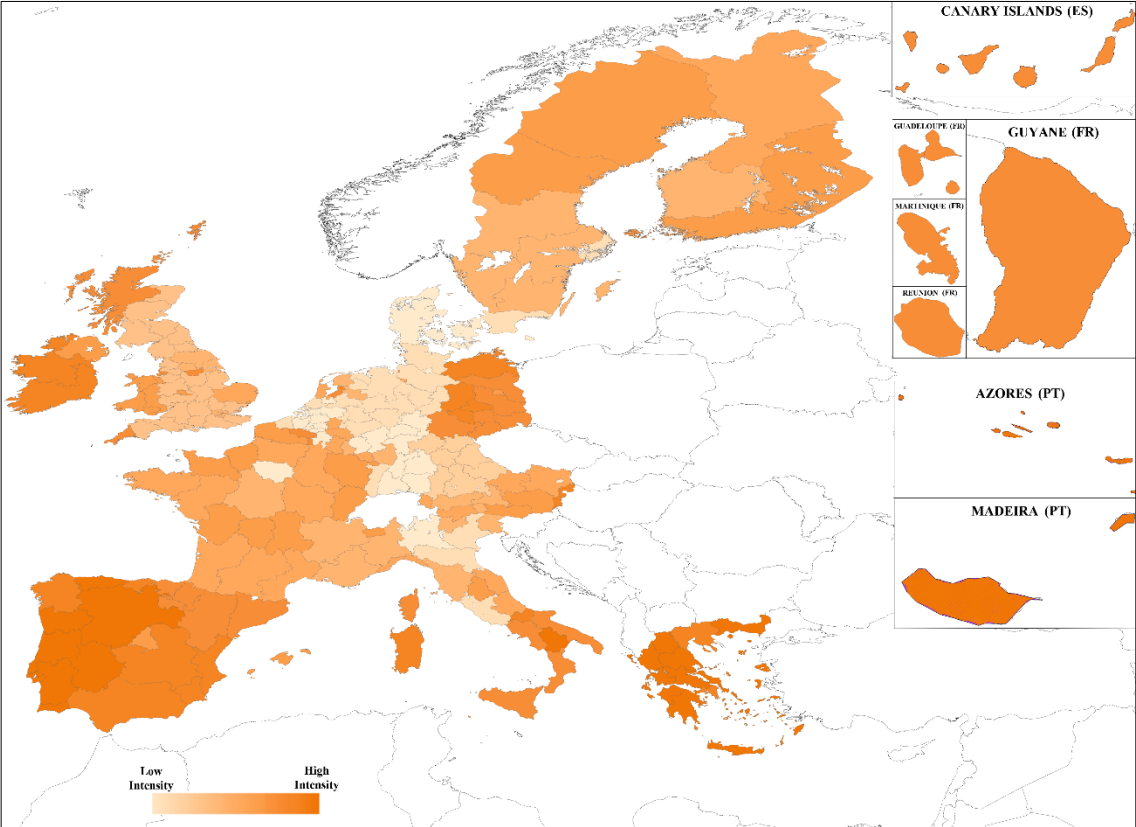 CANARY ISLANDS (ES)
GUADELOUPE (FR)
GUYANE (FR)
MARTINIQUE (FR)
REUNION (FR)
AZORES (PT)
MADEIRA (PT)
Low
Intensity
High
Intensity